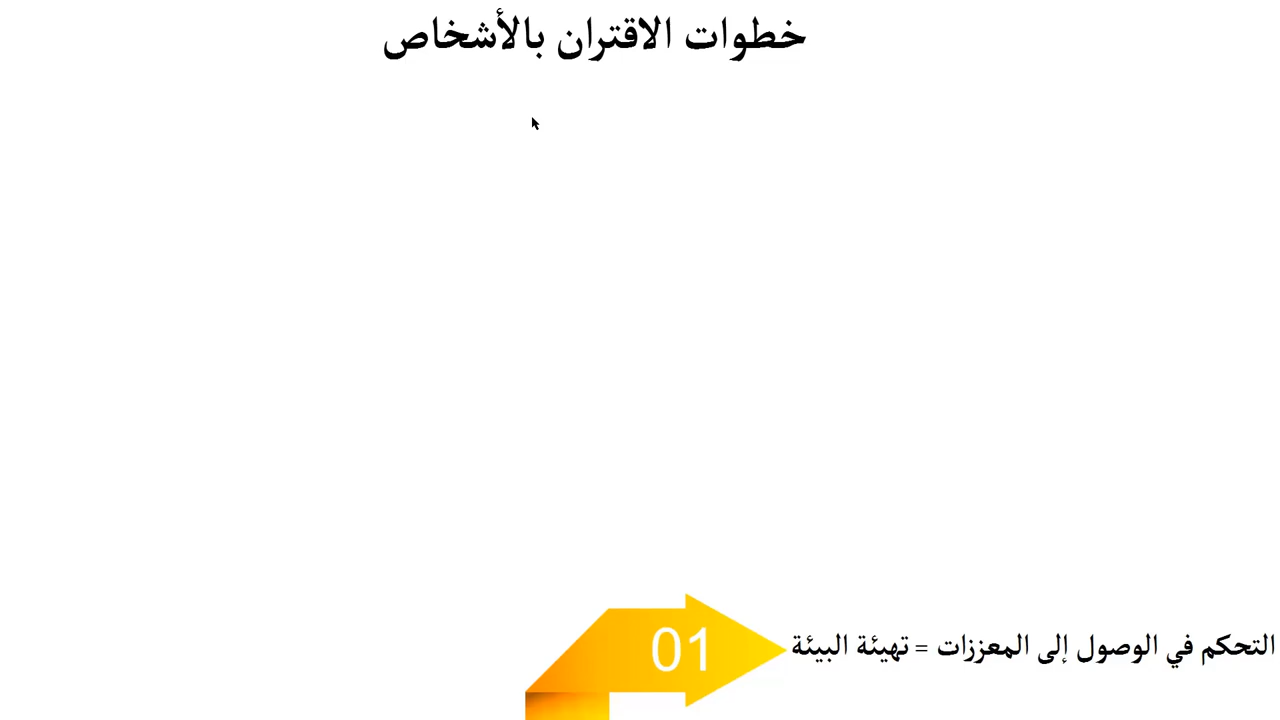 خطوات الاقتران بالأشخاص
01
التحكم في الوصول إلى المعززات = تهيئة البيئة